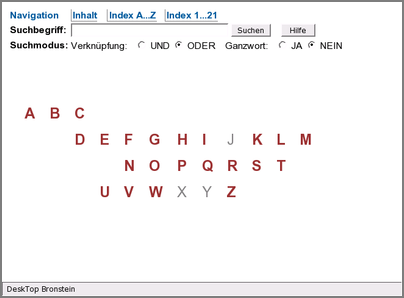 Navigation Inhalt Index A...Z Index 1...21
Suchbegriff: Suchen Hilfe
Suchmodus: Verknüpfung: UND ODER Ganzwort: JA NEIN
A B C
D E F G H I J K L M
N O P Q R S T
U V W X Y Z
DeskTop Bronstein